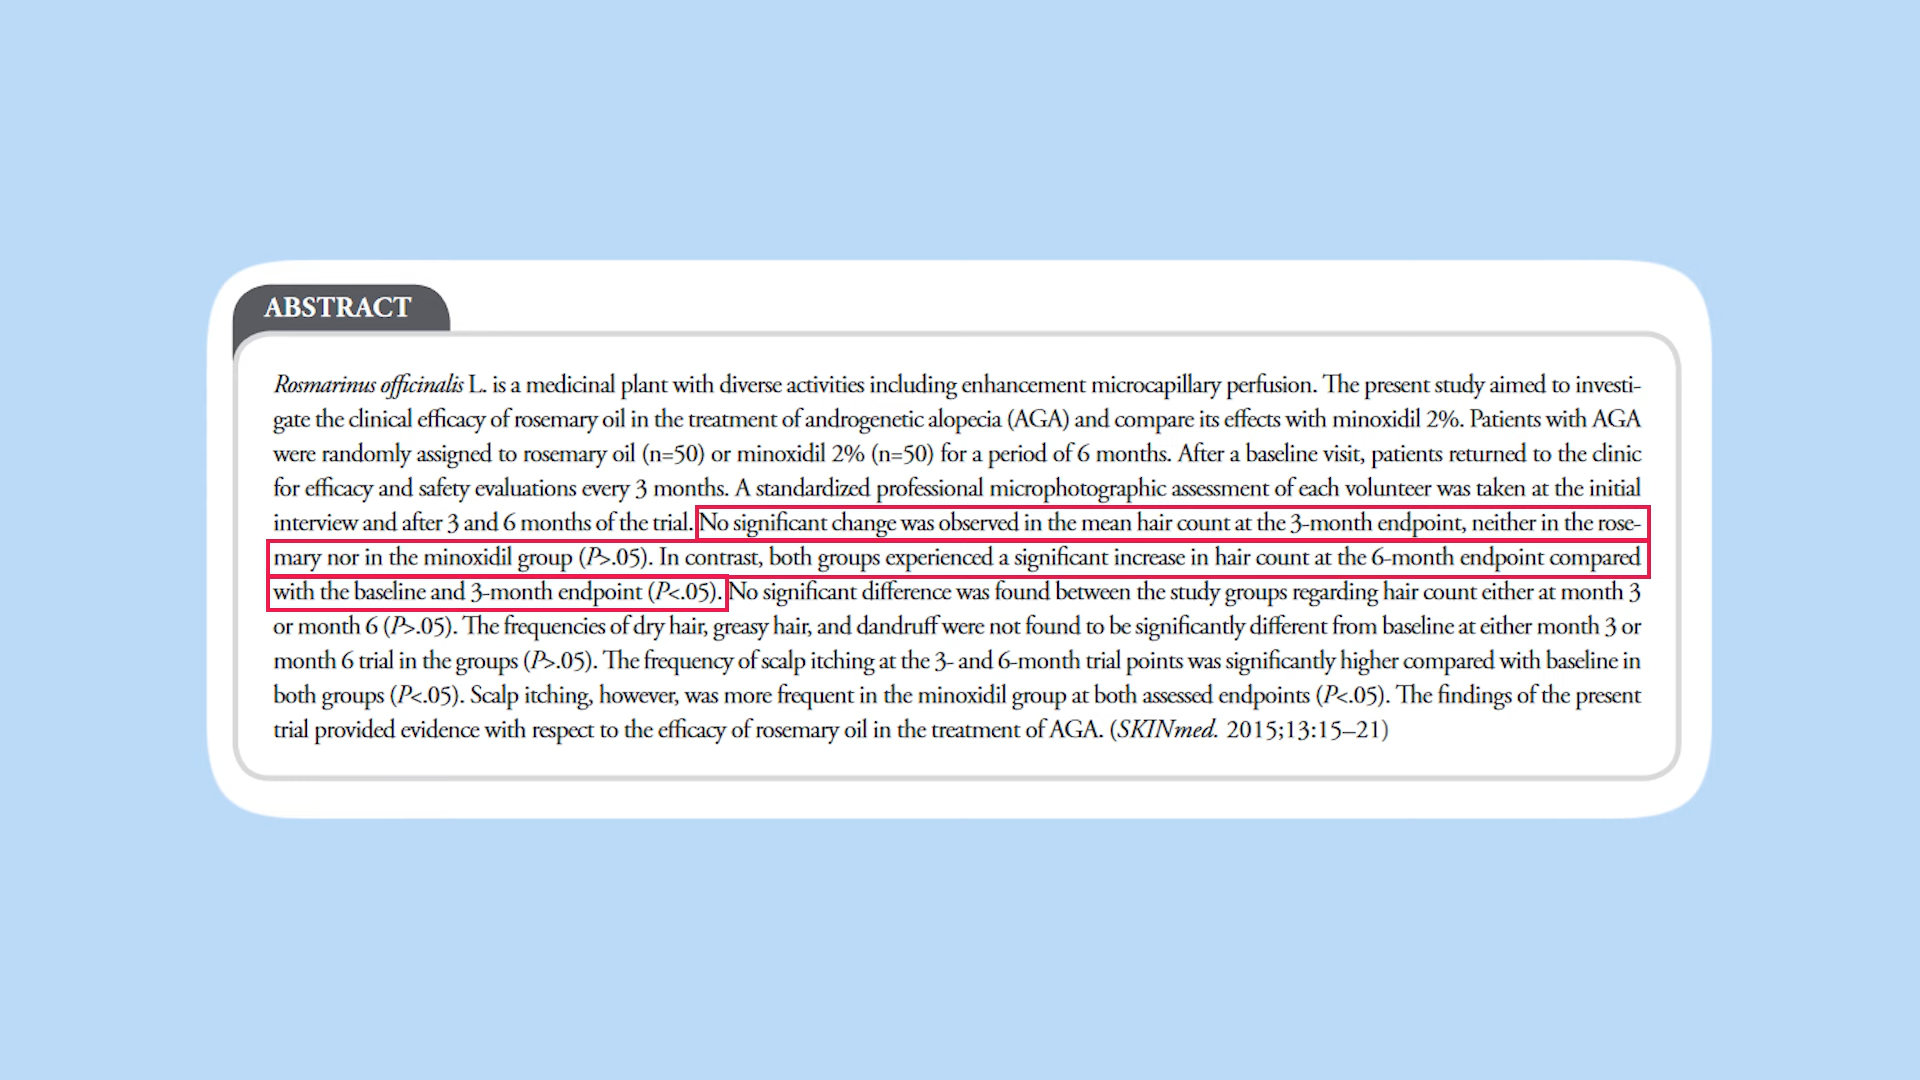 ABSTRACT
Rosmarinus officinalis L. is a medicinal plant with diverse activities including enhancement microcapillary perfusion. The present study aimed to investi-
gate the clinical efficacy of rosemary oil in the treatment of androgenetic alopecia (AGA) and compare its effects with minoxidil 2%. Patients with AGA
were randomly assigned to rosemary oil (n=50) or minoxidil 2% (n=50) for a period of 6 months. After a baseline visit, patients returned to the clinic
for efficacy and safety evaluations every 3 months. A standardized professional microphotographic assessment of each volunteer was taken at the initial
interview and after 3 and 6 months of the trial. No significant change was observed in the mean hair count at the 3-month endpoint, neither in the rose-
mary nor in the minoxidil group (P>.05). In contrast, both groups experienced a significant increase in hair count at the 6-month endpoint compared
with the baseline and 3-month endpoint (P<.05). No significant difference was found between the study groups regarding hair count either at month 3
or month 6 (P>.05). The frequencies of dry hair, greasy hair, and dandruff were not found to be significantly different from baseline at either month 3 or
month 6 trial in the groups (P>.05). The frequency of scalp itching at the 3- and 6-month trial points was significantly higher compared with baseline in
both groups (P<.05). Scalp itching, however, was more frequent in the minoxidil group at both assessed endpoints (P<.05). The findings of the present
trial provided evidence with respect to the efficacy of rosemary oil in the treatment of AGA. (SKINmed. 2015;13:15–21)